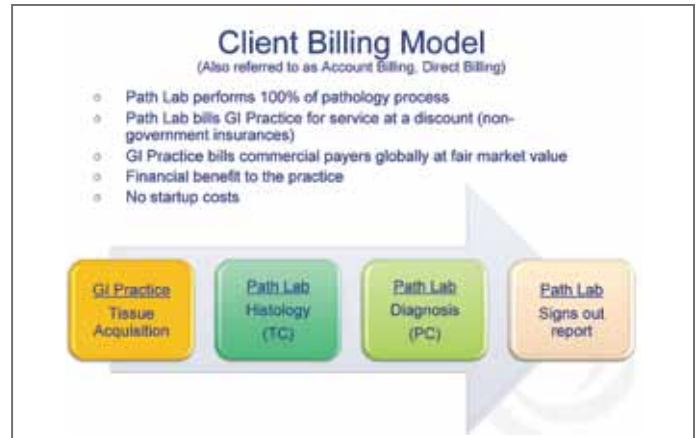 Client Billing Model
(Also referred to as Account Billing, Direct Billing)
Path Lab performs 100% of pathology process
Path Lab bills GI Practice for service at a discount (non-
government insurances)
GI Practice bills commercial payers globally at fair market value
Financial benefit to the practice
No startup costs
GI Practice
Tissue
Acquisition
Path Lab
Histology
(TC)
Path Lab
Diagnosis
(PC)
Path Lab
Signs out
report